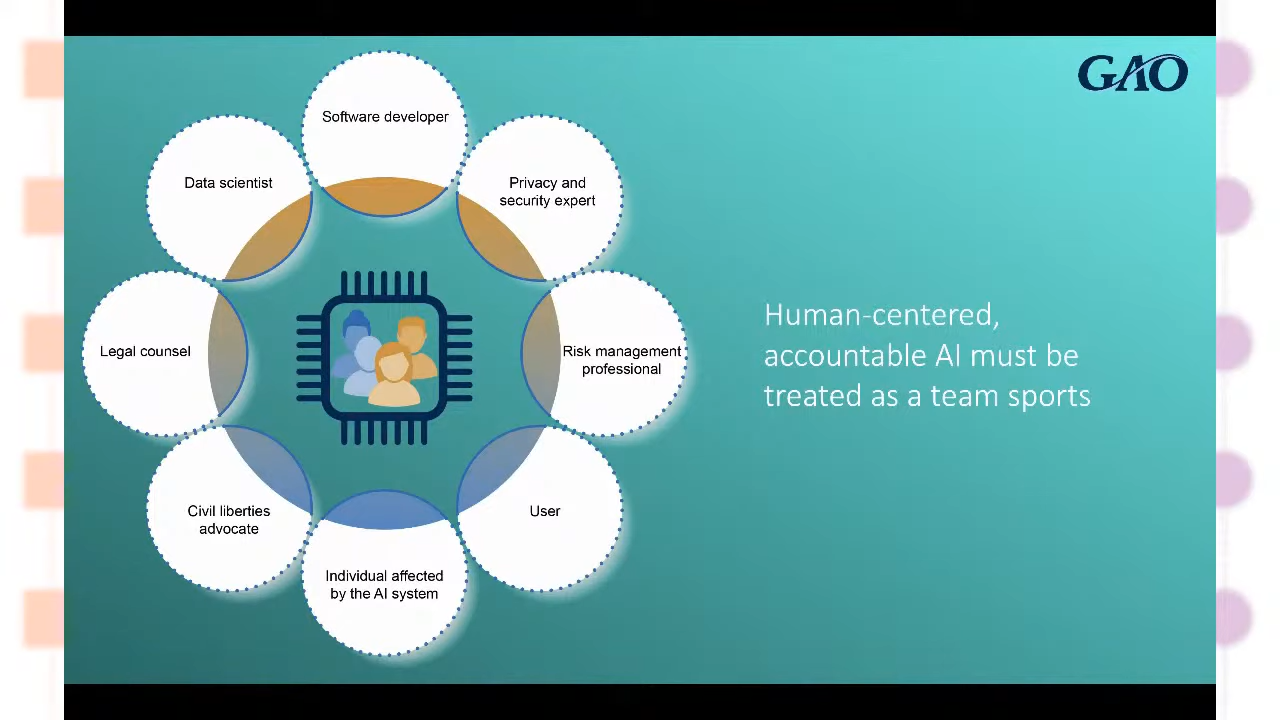 GAO
Software developer
Data scientist
Privacy and
security expert
Legal counsel
Risk management
professional
Civil liberties
advocate
User
Individual affected
by the AI system
Human-centered,
accountable AI must be
treated as a team sports